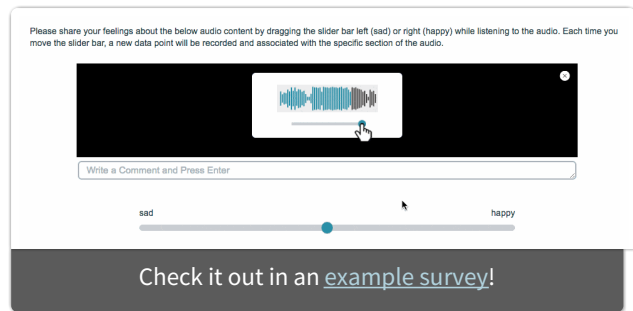 Please share your feelings about the below audio content by dragging the slider bar left (sad) or right (happy) while listening to the audio. Each time you
move the slider bar, a new data point will be recorded and associated with the specific section of the audio.
Write a Comment and Press Enter
sad happy
Check it out in an example survey!